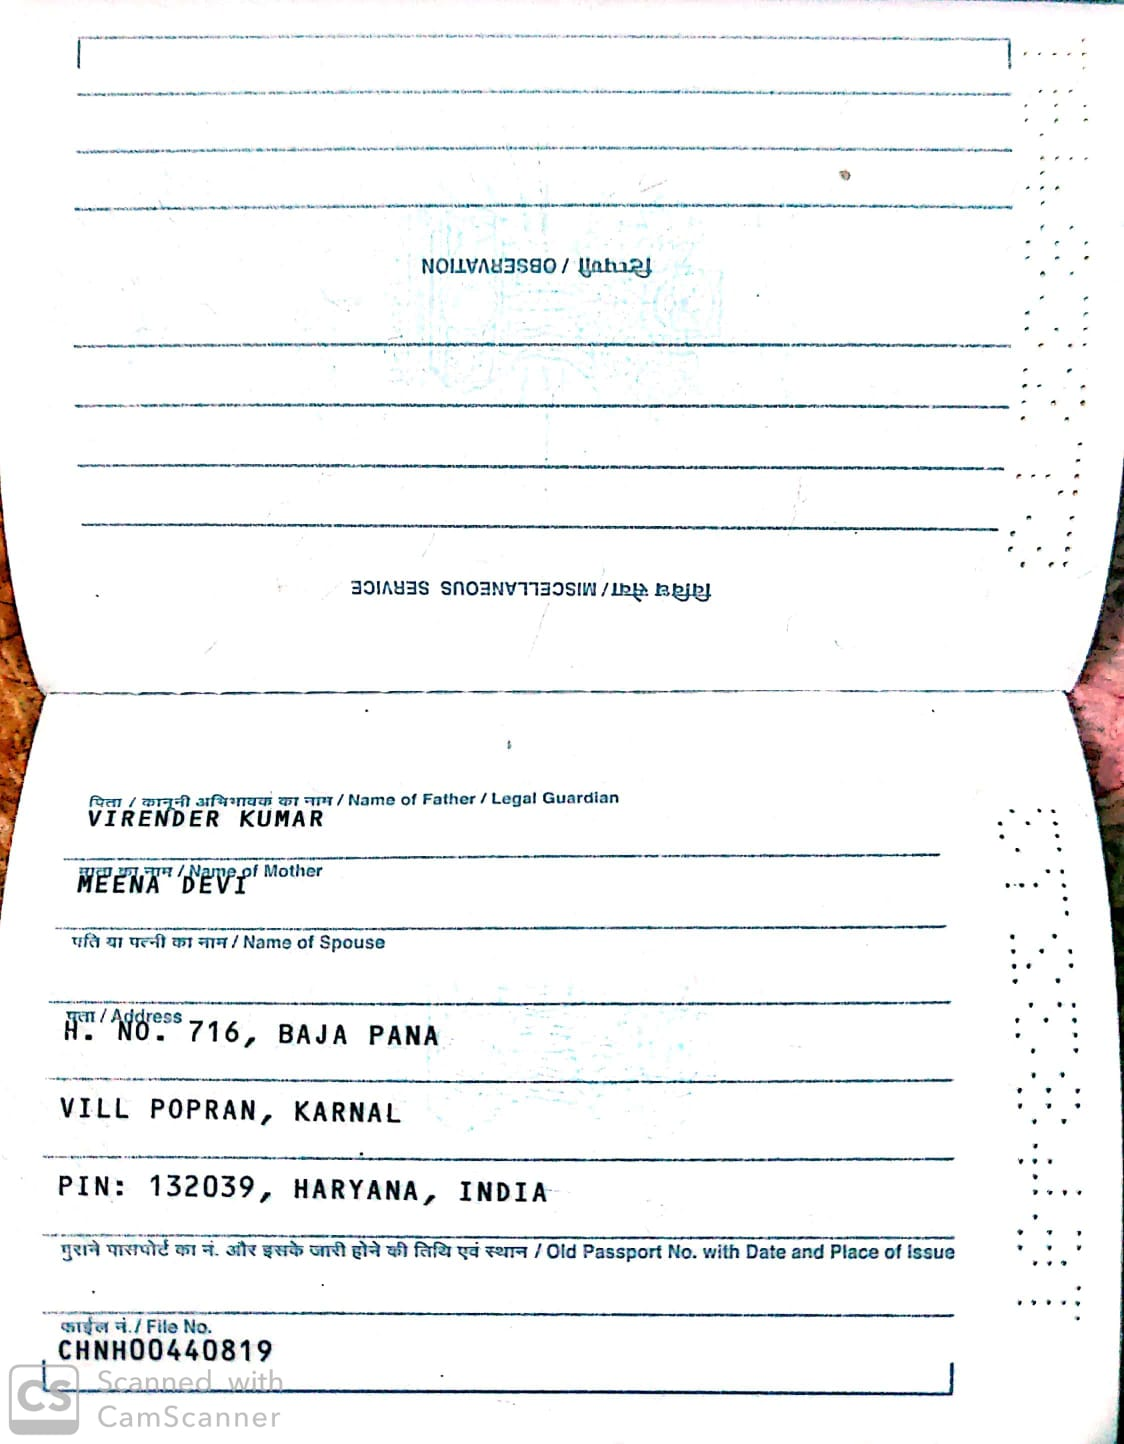 टिप्पणी / OBSERVATION
विविध सेवा / MISCELLANEOUS SERVICE
पिता / कानूनी अभिभावक का नाम / Name of Father / Legal Guardian
VIRENDER KUMAR
माता का नाम / Name of Mother
MEENA DEVI
पति या पत्नी का नाम / Name of Spouse
पता / Address
H. NO. 716, BAJA PANA
VILL POPRAN, KARNAL
PIN: 132039, HARYANA, INDIA
पुराने पासपोर्ट का नं. और इसके जारी होने की तिथि एवं स्थान / Old Passport No. with Date and Place of Issue
फाईल नं. / File No.
CHNH00440819
CS Scanned with
CamScanner